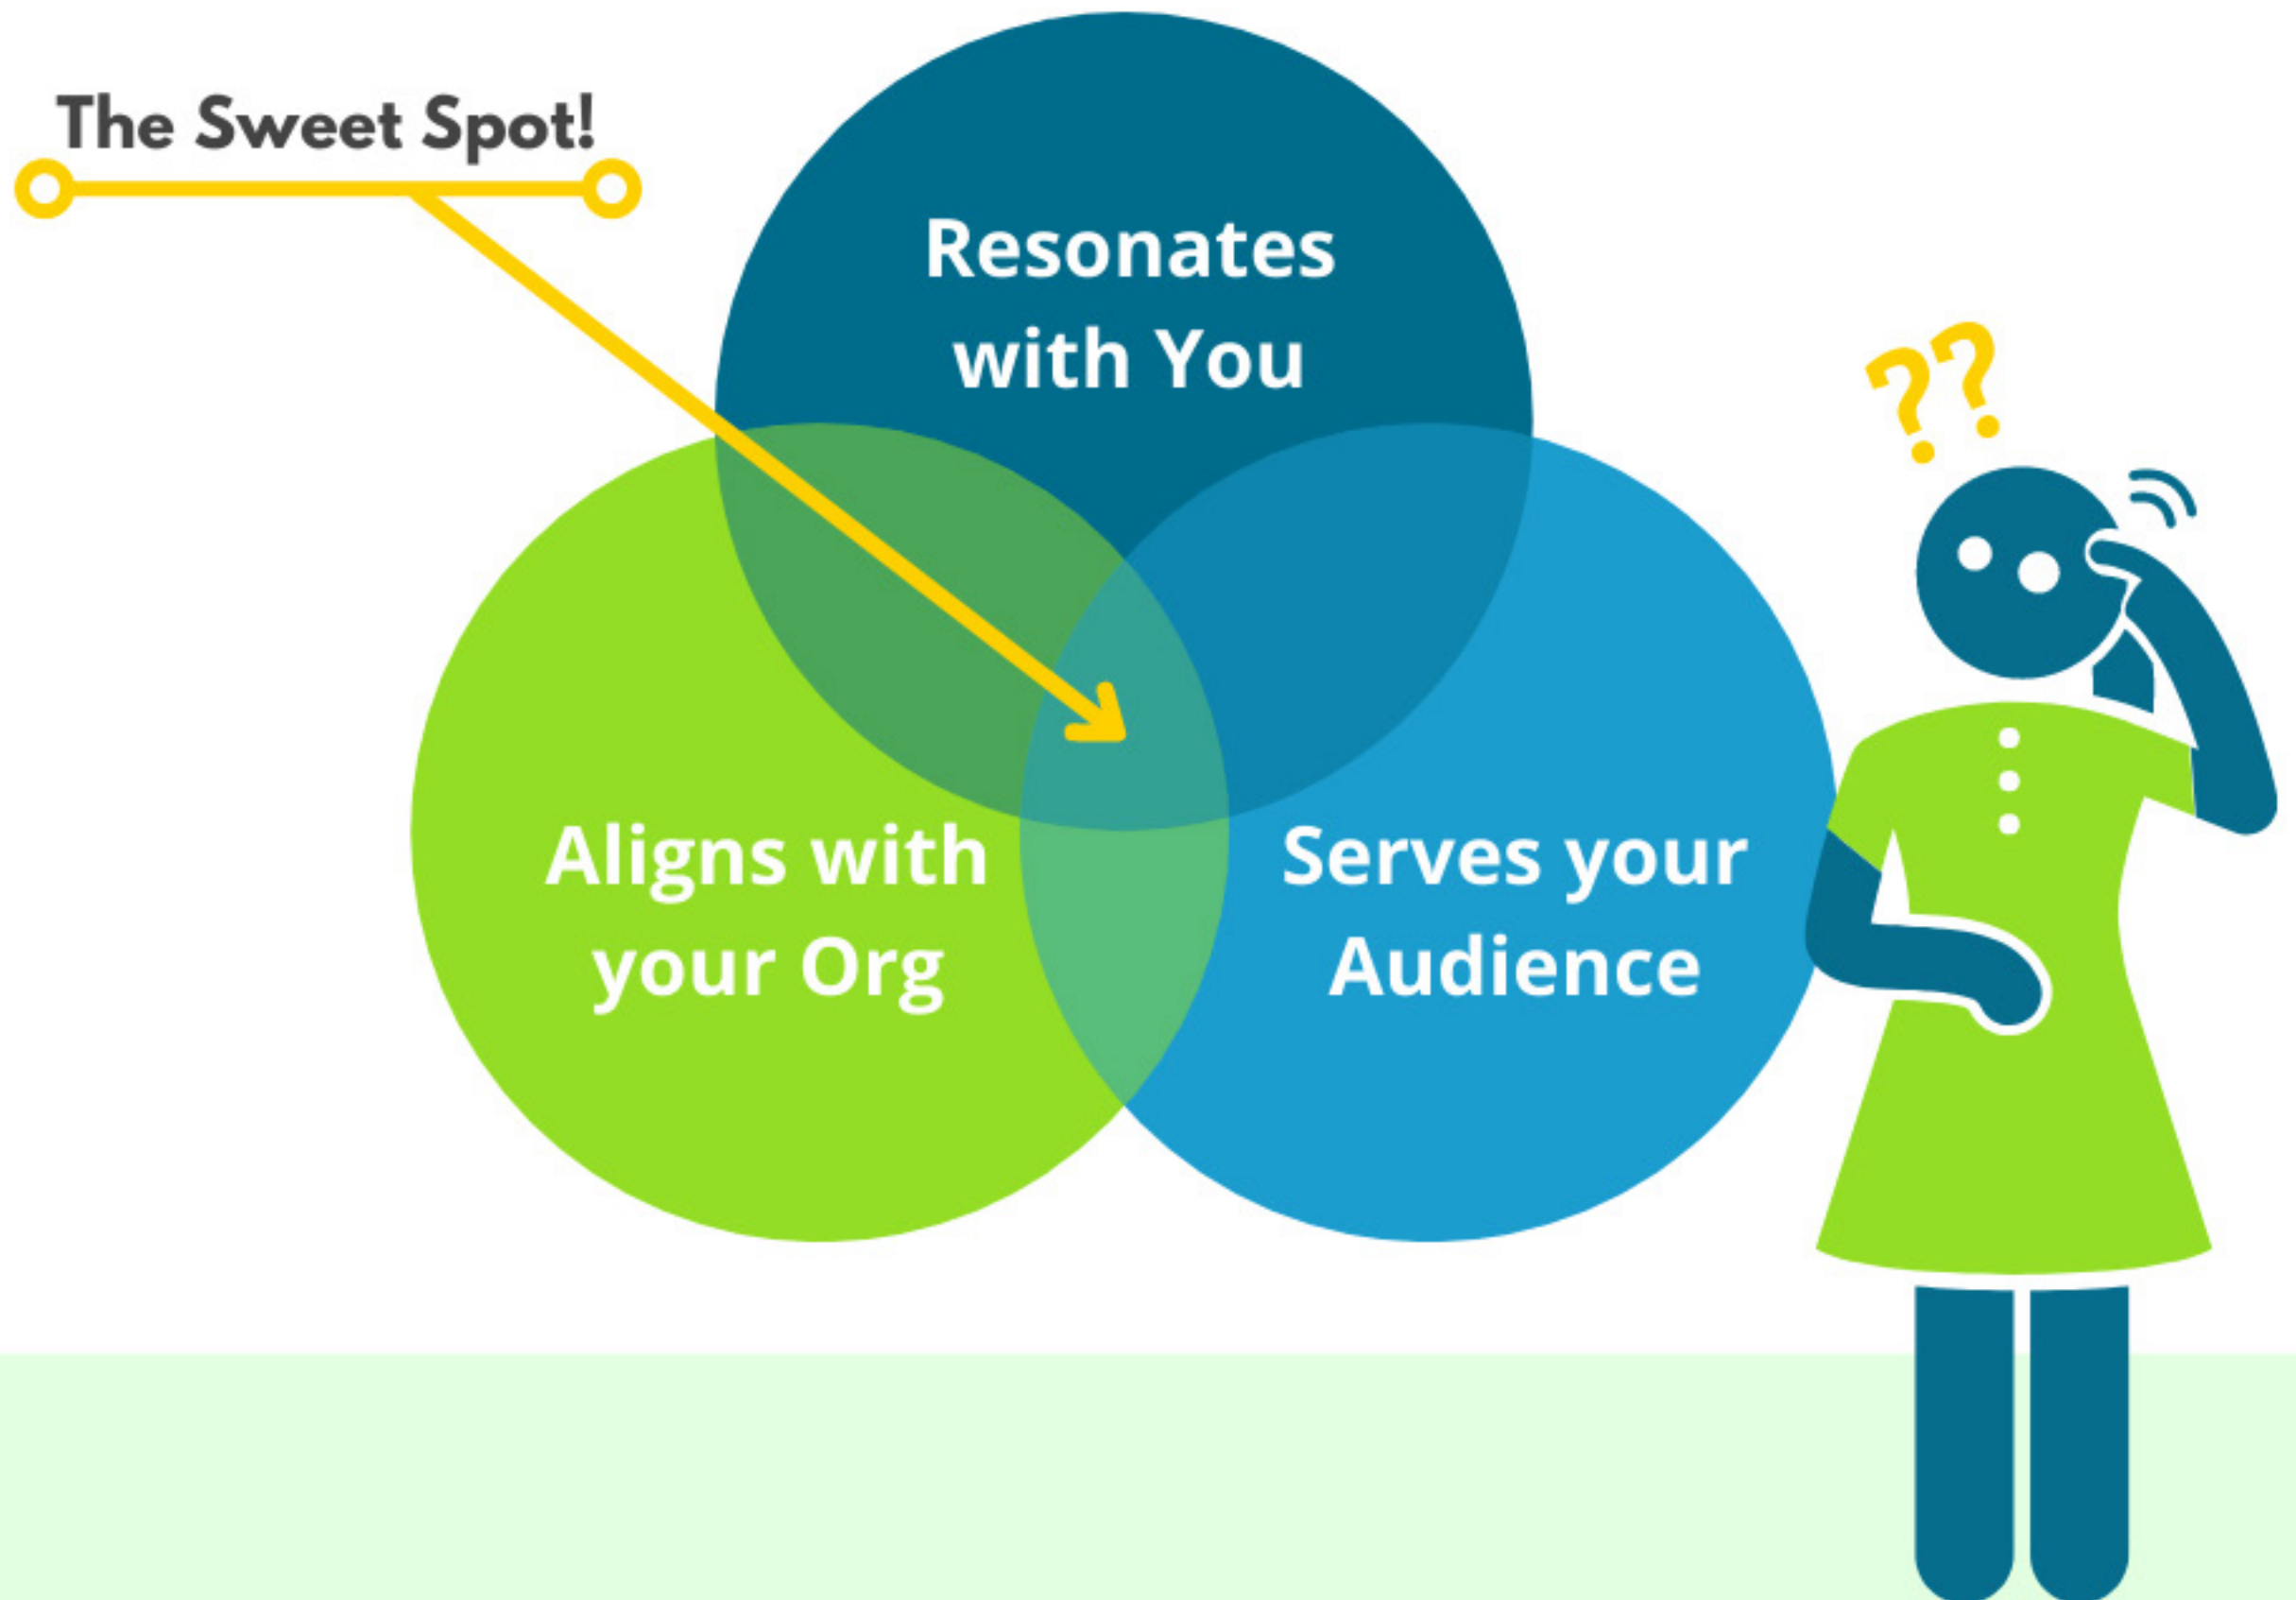 The Sweet Spot!
Resonates
with You
??
Aligns with
your Org
Serves your
Audience